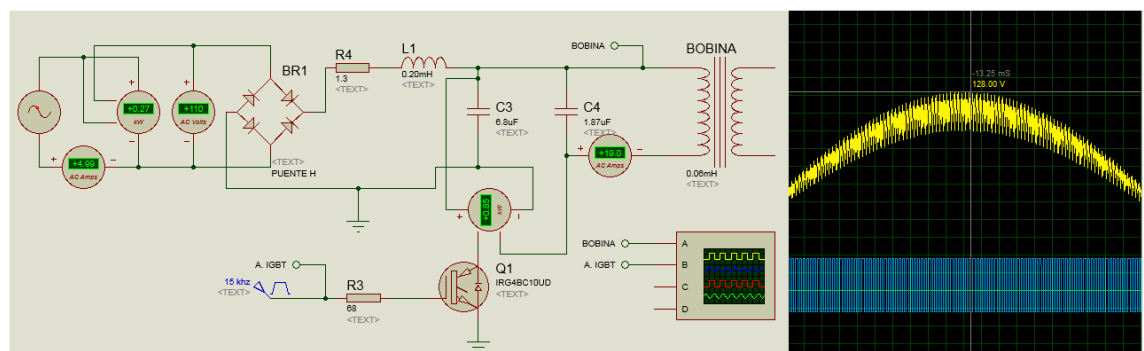 BOBINA
BOBINA
BR1
R4
1.3
<TEXT>
L1
0.20mH
<TEXT>
+0.27
kW
+110
AC Volts
+4.99
AC Amps
<TEXT>
PUENTE H
C3
6.8uF
<TEXT>
C4
1.87uF
<TEXT>
+19.0
AC Amps
0.06mH
<TEXT>
+0.85
kW
A. IGBT
15 khz
<TEXT>
R3
68
<TEXT>
Q1
IRG4BC10UD
<TEXT>
BOBINA
A. IGBT
A
B
C
D
-13.25 mS
128.00 V